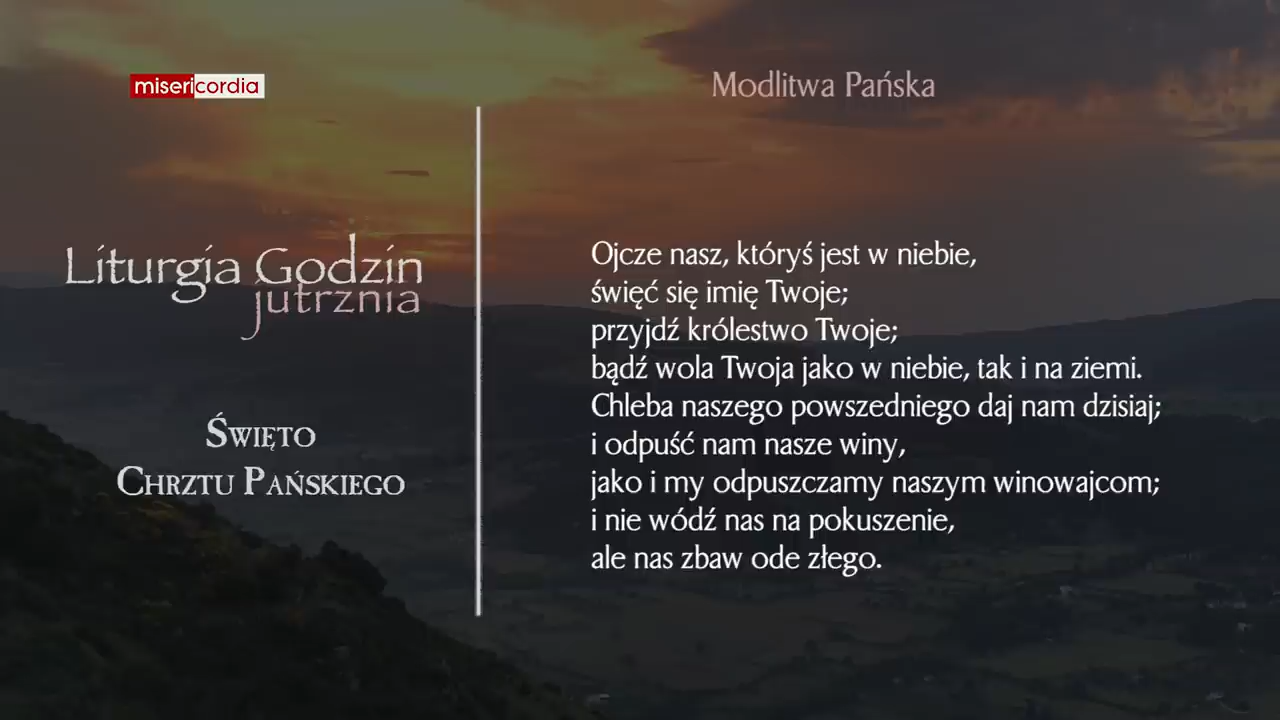 misericordia
Liturgia Godzin
jutrznia
Święto
Chrztu Pańskiego
Modlitwa Pańska
Ojcze nasz, któryś jest w niebie,
święć się imię Twoje;
przyjdź królestwo Twoje;
bądź wola Twoja jako w niebie, tak i na ziemi.
Chleba naszego powszedniego daj nam dzisiaj;
i odpuść nam nasze winy,
jako i my odpuszczamy naszym winowajcom;
i nie wódź nas na pokuszenie,
ale nas zbaw ode złego.